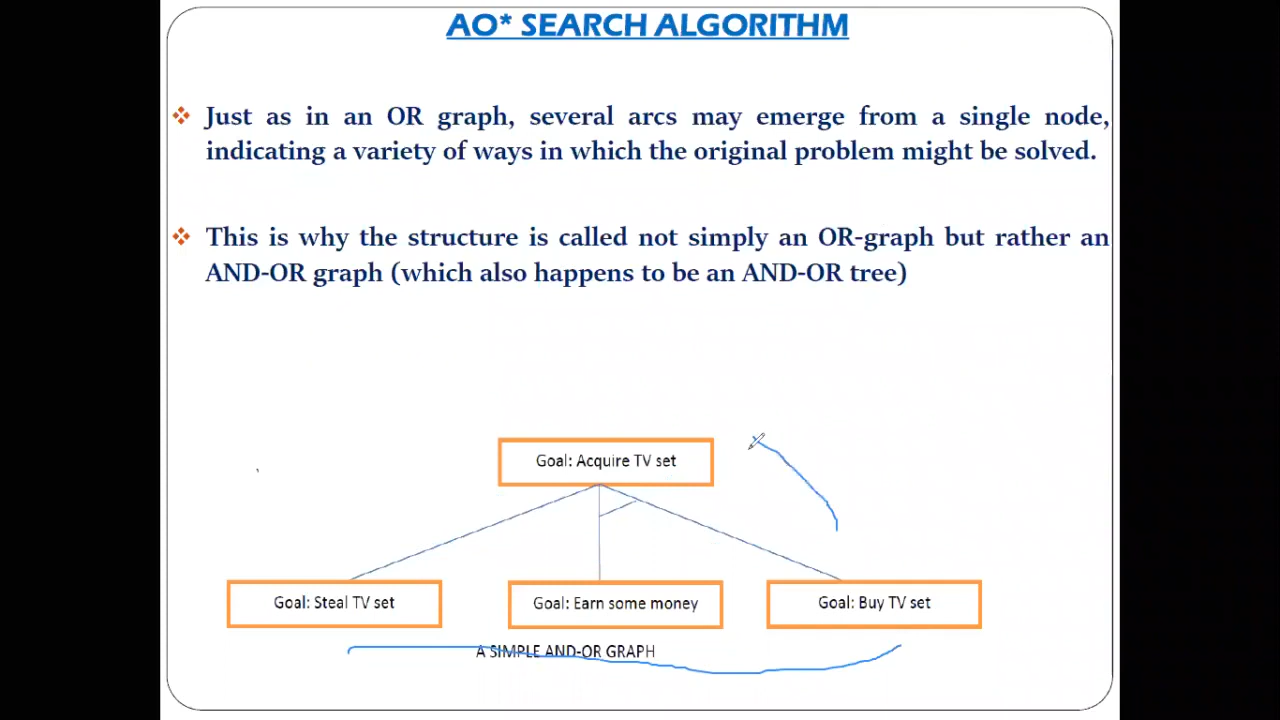 AO* SEARCH ALGORITHM
Just as in an OR graph, several arcs may emerge from a single node,
indicating a variety of ways in which the original problem might be solved.
This is why the structure is called not simply an OR-graph but rather an
AND-OR graph (which also happens to be an AND-OR tree)
Goal: Acquire TV set
Goal: Steal TV set
Goal: Earn some money
Goal: Buy TV set
A SIMPLE AND-OR GRAPH